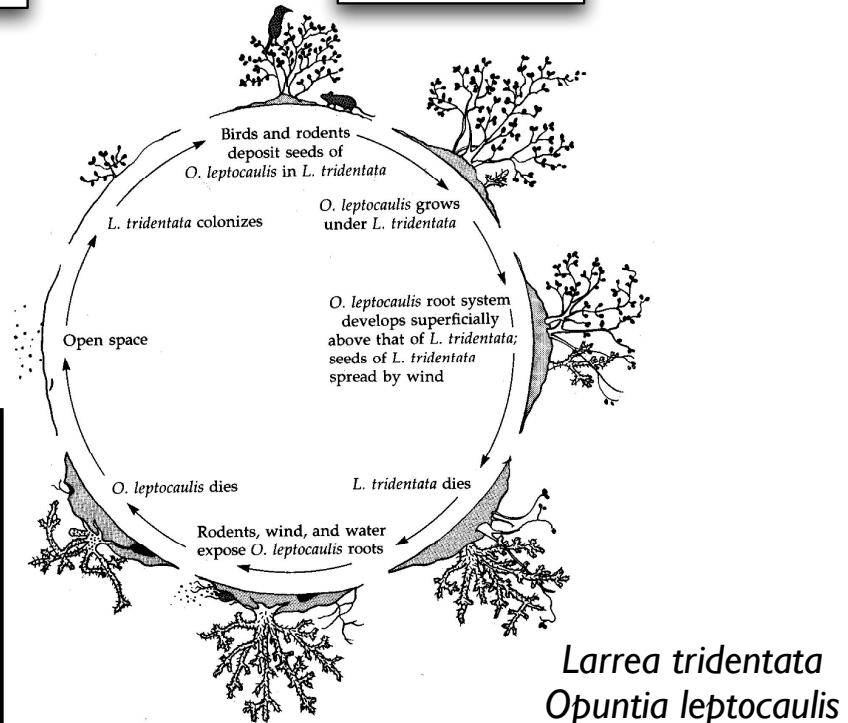 Birds and rodents
deposit seeds of
O. leptocaulis in L. tridentata
O. leptocaulis grows
under L. tridentata
O. leptocaulis root system
develops superficially
above that of L. tridentata;
seeds of L. tridentata
spread by wind
L. tridentata dies
Rodents, wind, and water
expose O. leptocaulis roots
O. leptocaulis dies
Open space
L. tridentata colonizes
Larrea tridentata
Opuntia leptocaulis